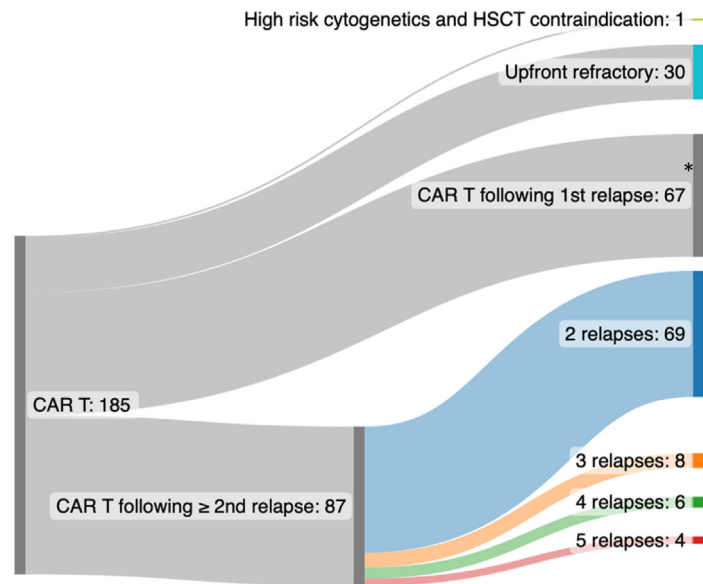 High risk cytogenetics and HSCT contraindication: 1
Upfront refractory: 30
*
CAR T following 1st relapse: 67
2 relapses: 69
CAR T: 185
3 relapses: 8
4 relapses: 6
CAR T following ≥ 2nd relapse: 87
5 relapses: 4